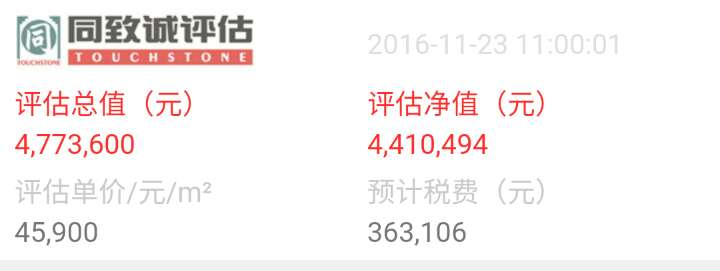 同致诚评估
TOUCHSTONE
同
TOUCHSTONE
2016-11-23 11:00:01
评估总值（元）
评估净值（元）
4,773,600
4,410,494
评估单价/元/m²
预计税费（元）
45,900
363,106